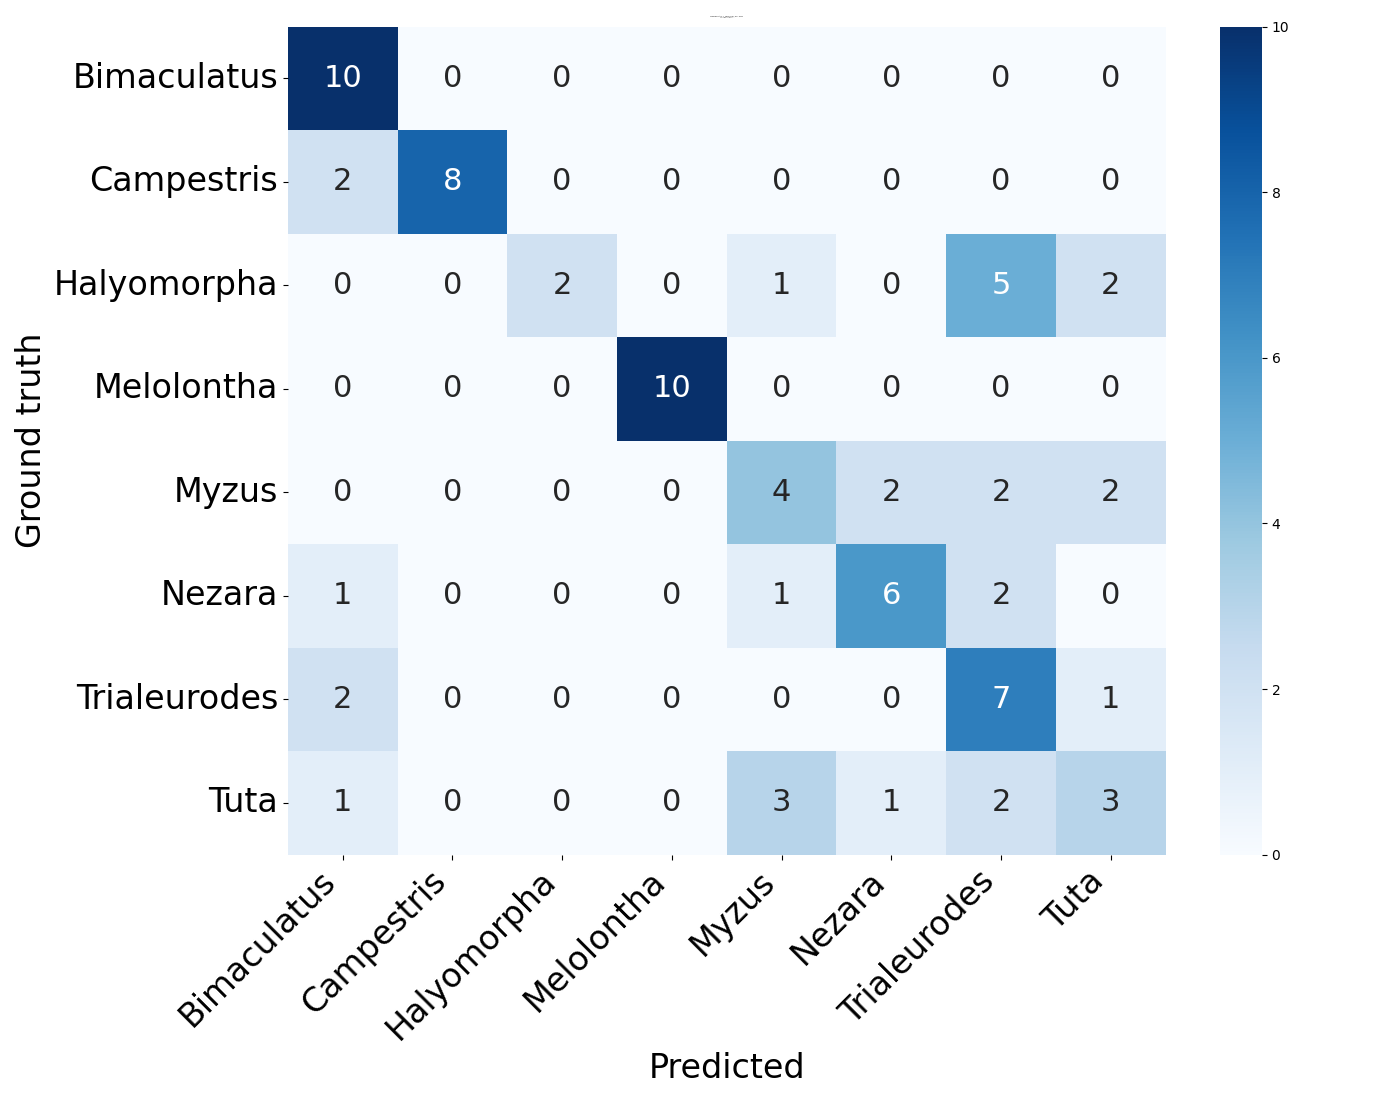 10
Bimaculatus 10 0 0 0 0 0 0 0
Campestris 2 8 0 0 0 0 0 0
8
Halyomorpha 0 0 2 0 1 0 5 2
6
Melolontha 0 0 0 10 0 0 0 0
Ground truth
Myzus 0 0 0 0 4 2 2 2
4
Nezara 1 0 0 0 1 6 2 0
2
Trialeurodes 2 0 0 0 0 0 7 1
Tuta 1 0 0 0 3 1 2 3
0
Bimaculatus
Campestris
Halyomorpha
Melolontha
Myzus
Nezara
Trialeurodes
Tuta
Predicted